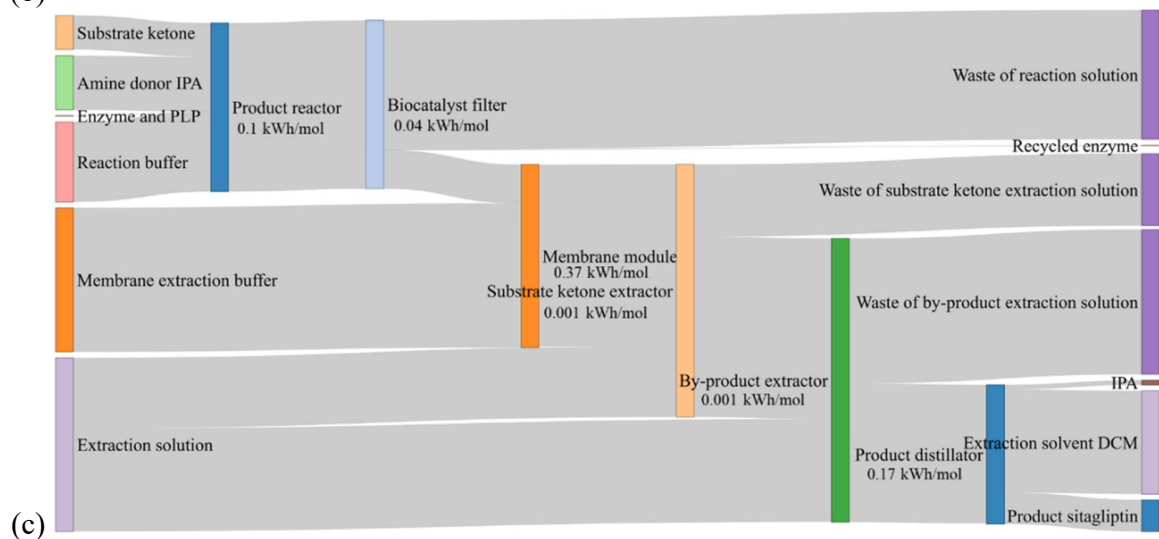 Substrate ketone
Amine donor IPA
Enzyme and PLP
Reaction buffer
Membrane extraction buffer
Extraction solution
Product reactor
0.1 kWh/mol
Biocatalyst filter
0.04 kWh/mol
Membrane module
0.37 kWh/mol
Substrate ketone extractor
0.001 kWh/mol
By-product extractor
0.001 kWh/mol
Product distillator
0.17 kWh/mol
Waste of reaction solution
Recycled enzyme
Waste of substrate ketone extraction solution
Waste of by-product extraction solution
IPA
Extraction solvent DCM
Product sitagliptin
(c)